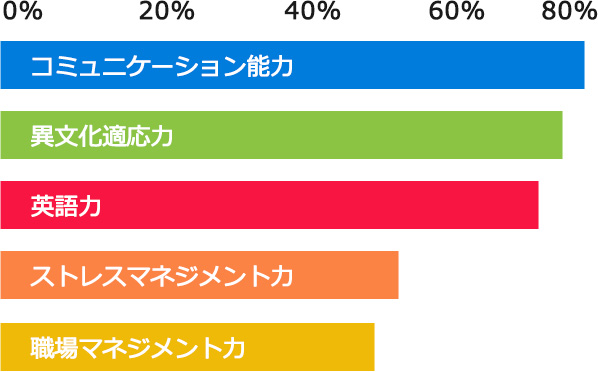 0% 20% 40% 60% 80%
コミュニケーション能力
異文化適応力
英語力
ストレスマネジメント力
職場マネジメント力